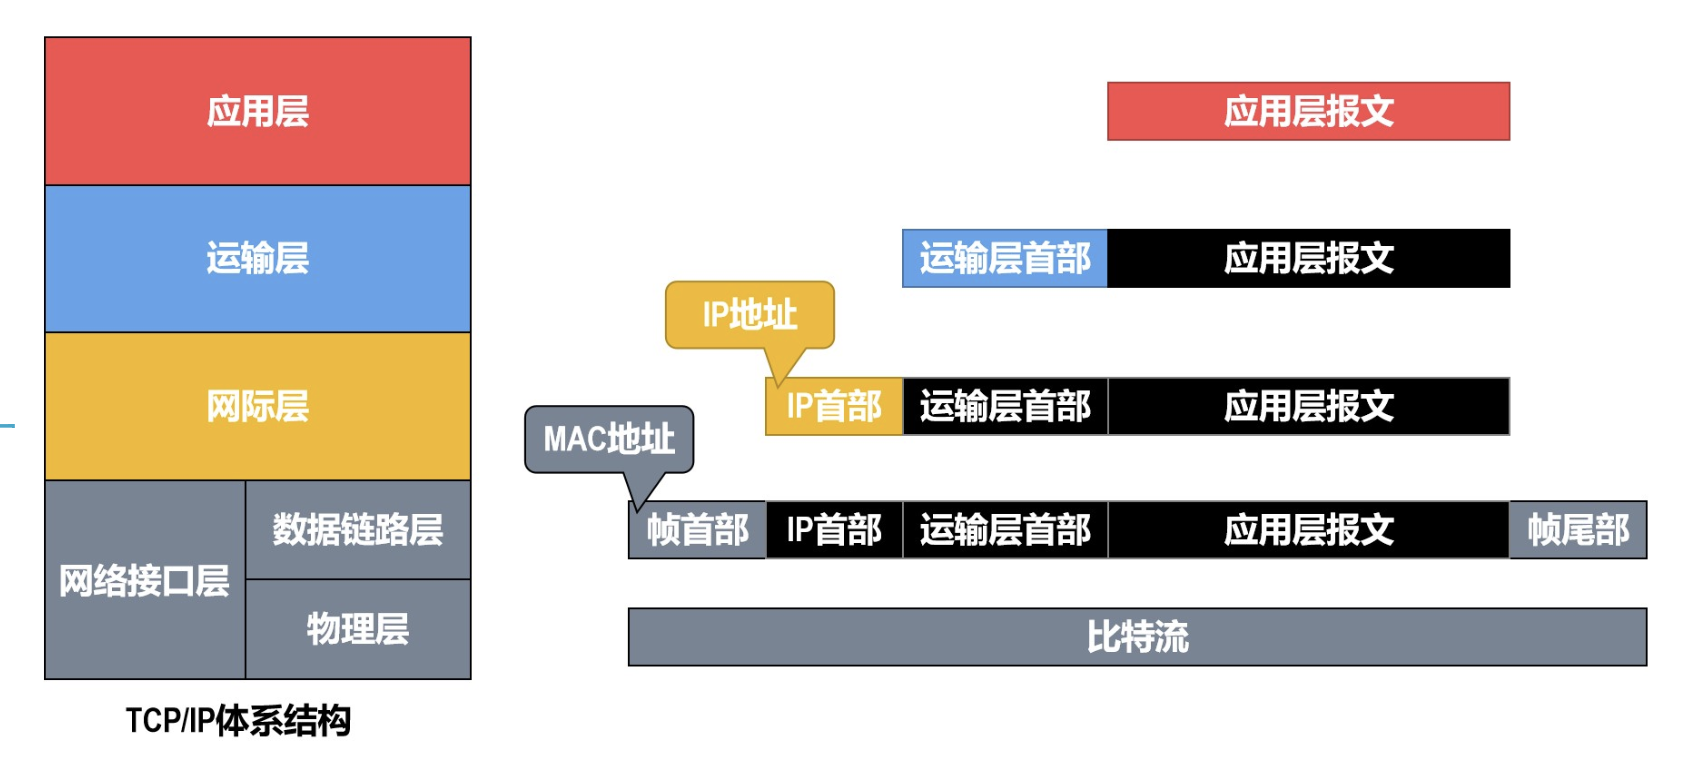 应用层
应用层报文
运输层
运输层首部 应用层报文
IP地址
网际层
IP首部 运输层首部 应用层报文
MAC地址
网络接口层
数据链路层
帧首部 IP首部 运输层首部 应用层报文 帧尾部
物理层
比特流
TCP/IP体系结构